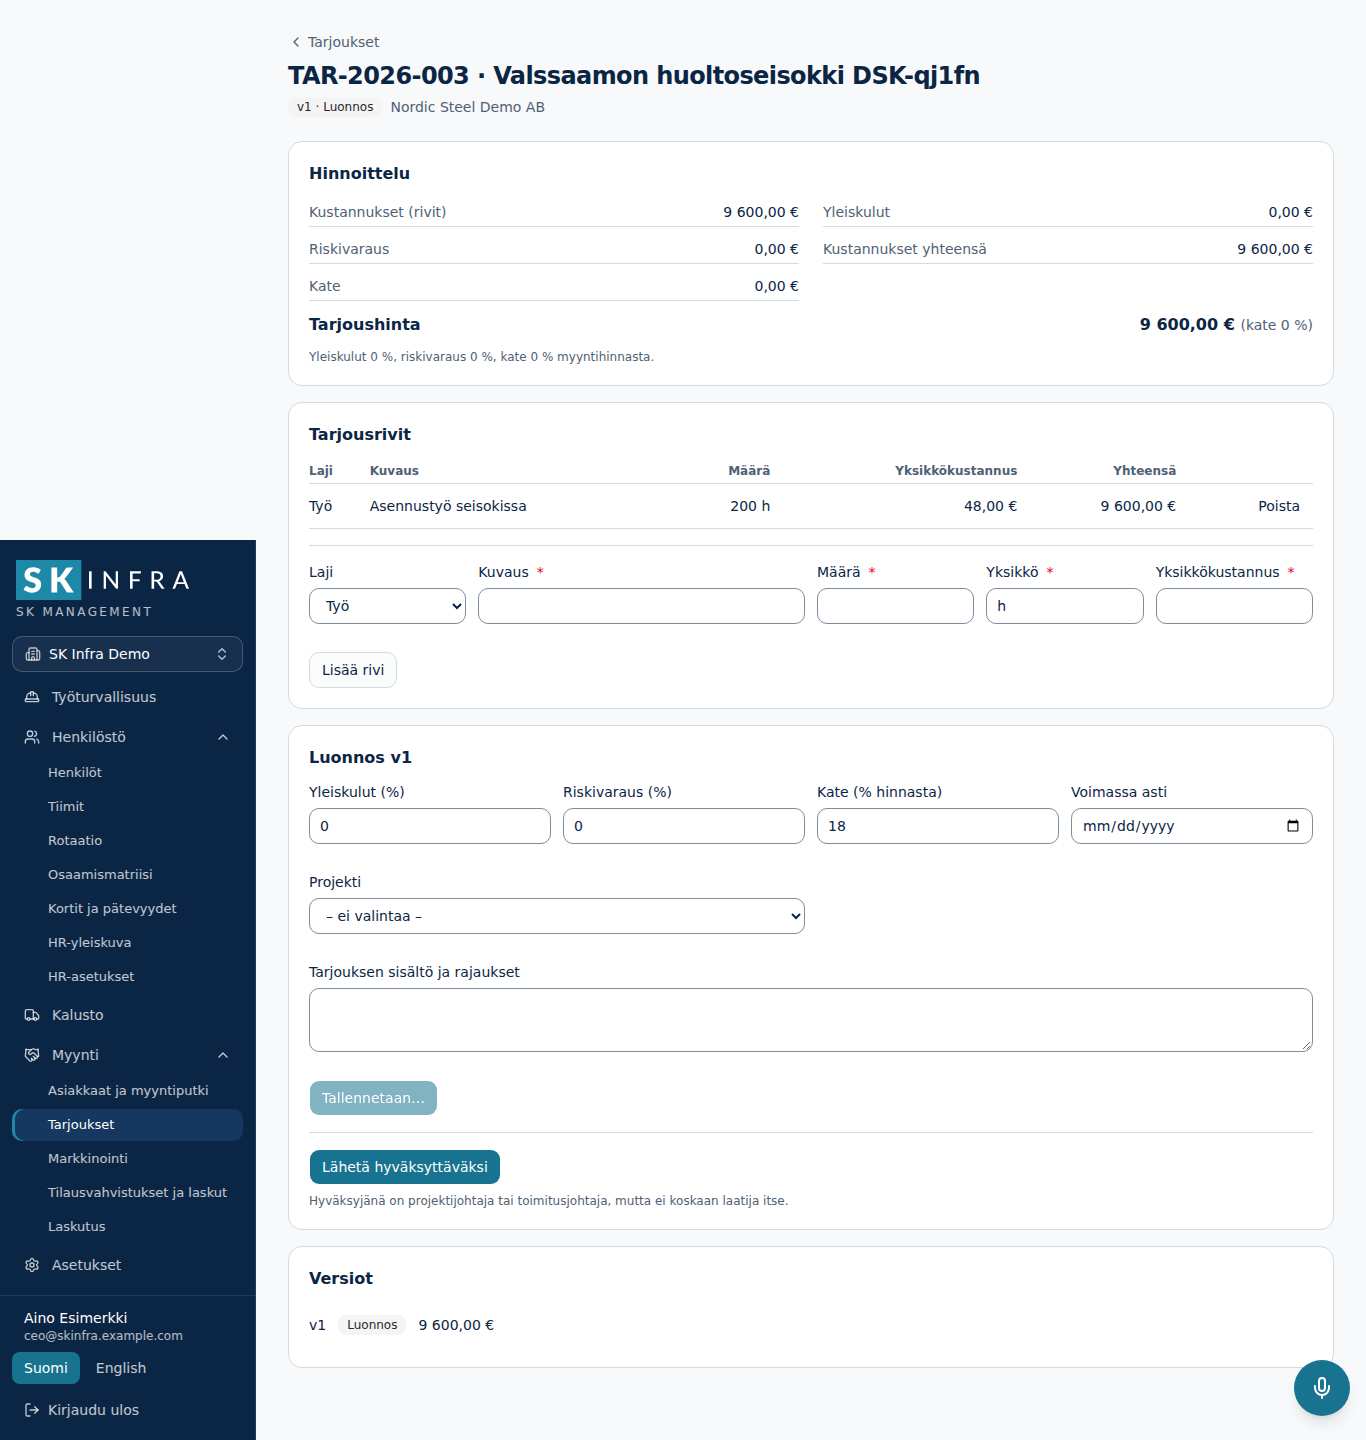 Tarjoukset
TAR-2026-003 · Valssaamon huoltoseisokki DSK-qj1fn
v1 · Luonnos Nordic Steel Demo AB
Hinnoittelu
Kustannukset (rivit) 9 600,00 € Yleiskulut 0,00 €
Riskivaraus 0,00 € Kustannukset yhteensä 9 600,00 €
Kate 0,00 €
Tarjoushinta 9 600,00 € (kate 0 %)
Yleiskulut 0 %, riskivaraus 0 %, kate 0 % myyntihinnasta.
Tarjousrivit
Laji Kuvaus Määrä Yksikkökustannus Yhteensä
Työ Asennustyö seisokissa 200 h 48,00 € 9 600,00 € Poista
Laji Kuvaus * Määrä * Yksikkö * Yksikkökustannus *
Työ h
Lisää rivi
Luonnos v1
Yleiskulut (%) Riskivaraus (%) Kate (% hinnasta) Voimassa asti
0 0 18 mm/dd/yyyy
Projekti
– ei valintaa –
Tarjouksen sisältö ja rajaukset
Tallennetaan…
Lähetä hyväksyttäväksi
Hyväksyjänä on projektijohtaja tai toimitusjohtaja, mutta ei koskaan laatija itse.
Versiot
v1 Luonnos 9 600,00 €
SK INFRA
SK MANAGEMENT
SK Infra Demo
Työturvallisuus
Henkilöstö
Henkilöt
Tiimit
Rotaatio
Osaamismatriisi
Kortit ja pätevyydet
HR-yleiskuva
HR-asetukset
Kalusto
Myynti
Asiakkaat ja myyntiputki
Tarjoukset
Markkinointi
Tilausvahvistukset ja laskut
Laskutus
Asetukset
Aino Esimerkki
ceo@skinfra.example.com
Suomi English
Kirjaudu ulos